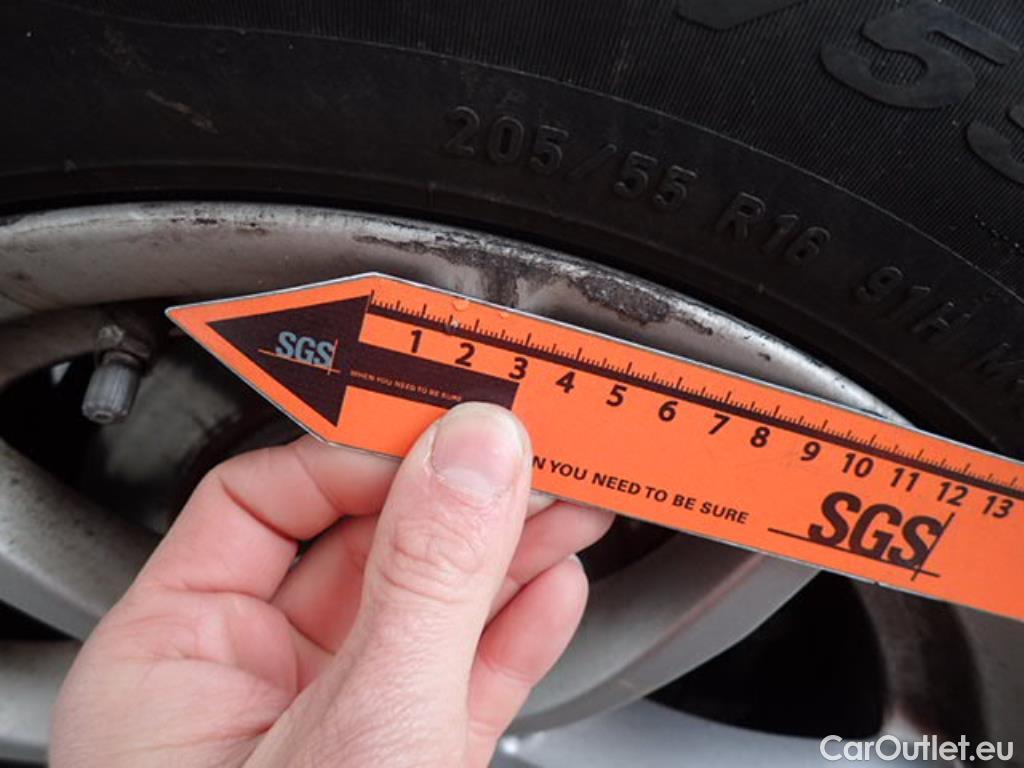 205/55 R16 91H M
SGS
WHEN YOU NEED TO BE SURE
1 2 3 4 5 6 7 8 9 10 11 12 13
N YOU NEED TO BE SURE
SGS
CarOutlet.eu